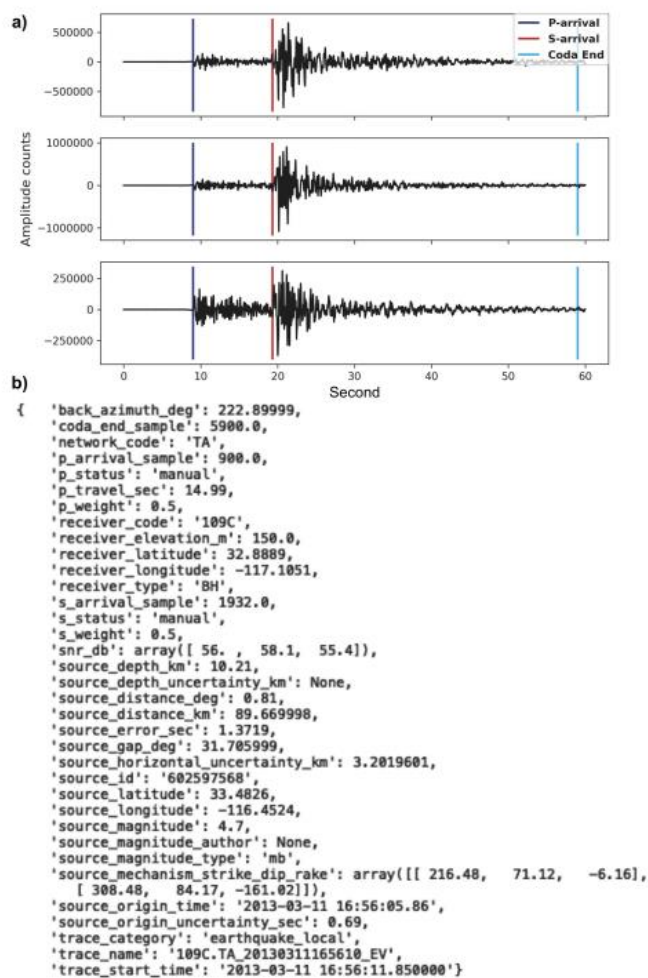 a)
P-arrival
S-arrival
Coda End
500000
0
−500000
1000000
0
−1000000
250000
0
−250000
Amplitude counts
0 10 20 30 40 50 60
Second
b)
{ 'back_azimuth_deg': 222.89999,
'coda_end_sample': 5900.0,
'network_code': 'TA',
'p_arrival_sample': 900.0,
'p_status': 'manual',
'p_travel_sec': 14.99,
'p_weight': 0.5,
'receiver_code': '109C',
'receiver_elevation_m': 150.0,
'receiver_latitude': 32.8889,
'receiver_longitude': -117.1051,
'receiver_type': 'BH',
's_arrival_sample': 1932.0,
's_status': 'manual',
's_weight': 0.5,
'snr_db': array([ 56. , 58.1, 55.4]),
'source_depth_km': 10.21,
'source_depth_uncertainty_km': None,
'source_distance_deg': 0.81,
'source_distance_km': 89.669998,
'source_error_sec': 1.3719,
'source_gap_deg': 31.705999,
'source_horizontal_uncertainty_km': 3.2019601,
'source_id': '602597568',
'source_latitude': 33.4826,
'source_longitude': -116.4524,
'source_magnitude': 4.7,
'source_magnitude_author': None,
'source_magnitude_type': 'mb',
'source_mechanism_strike_dip_rake': array([[ 216.48, 71.12, -6.16],
[ 308.48, 84.17, -161.02]]),
'source_origin_time': '2013-03-11 16:56:05.86',
'source_origin_uncertainty_sec': 0.69,
'trace_category': 'earthquake_local',
'trace_name': '109C.TA_20130311165610_EV',
'trace_start_time': '2013-03-11 16:56:11.850000'}